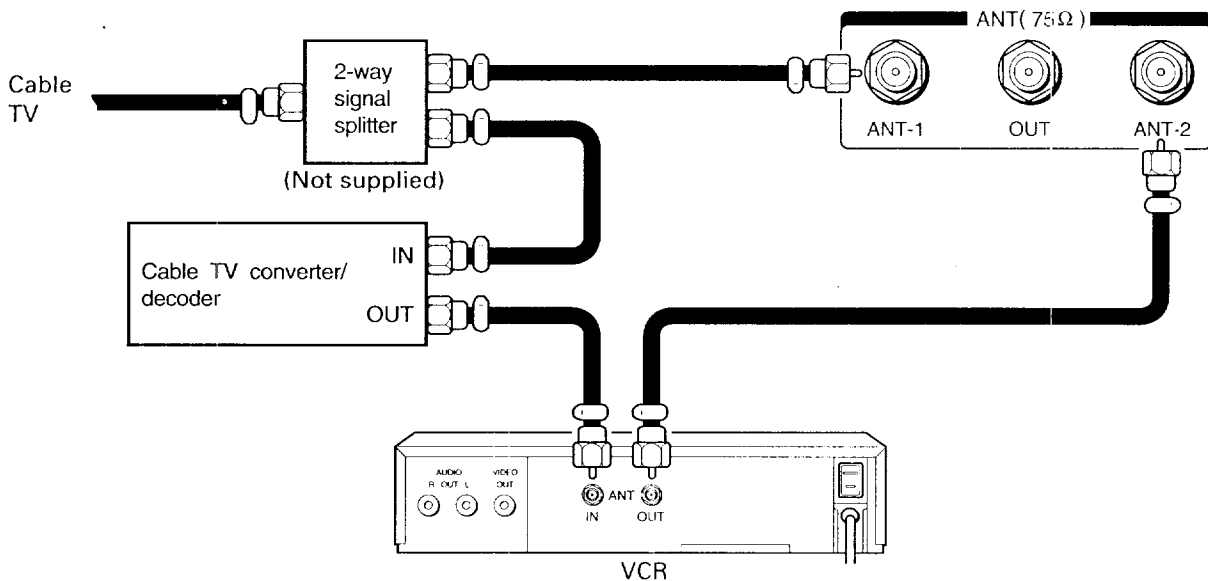 ANT( 75Ω )
Cable
TV
2-way
signal
splitter
(Not supplied)
ANT-1
OUT
ANT-2
Cable TV converter/
decoder
IN
OUT
AUDIO
R OUT L
VIDEO
OUT
ANT
IN
OUT
VCR